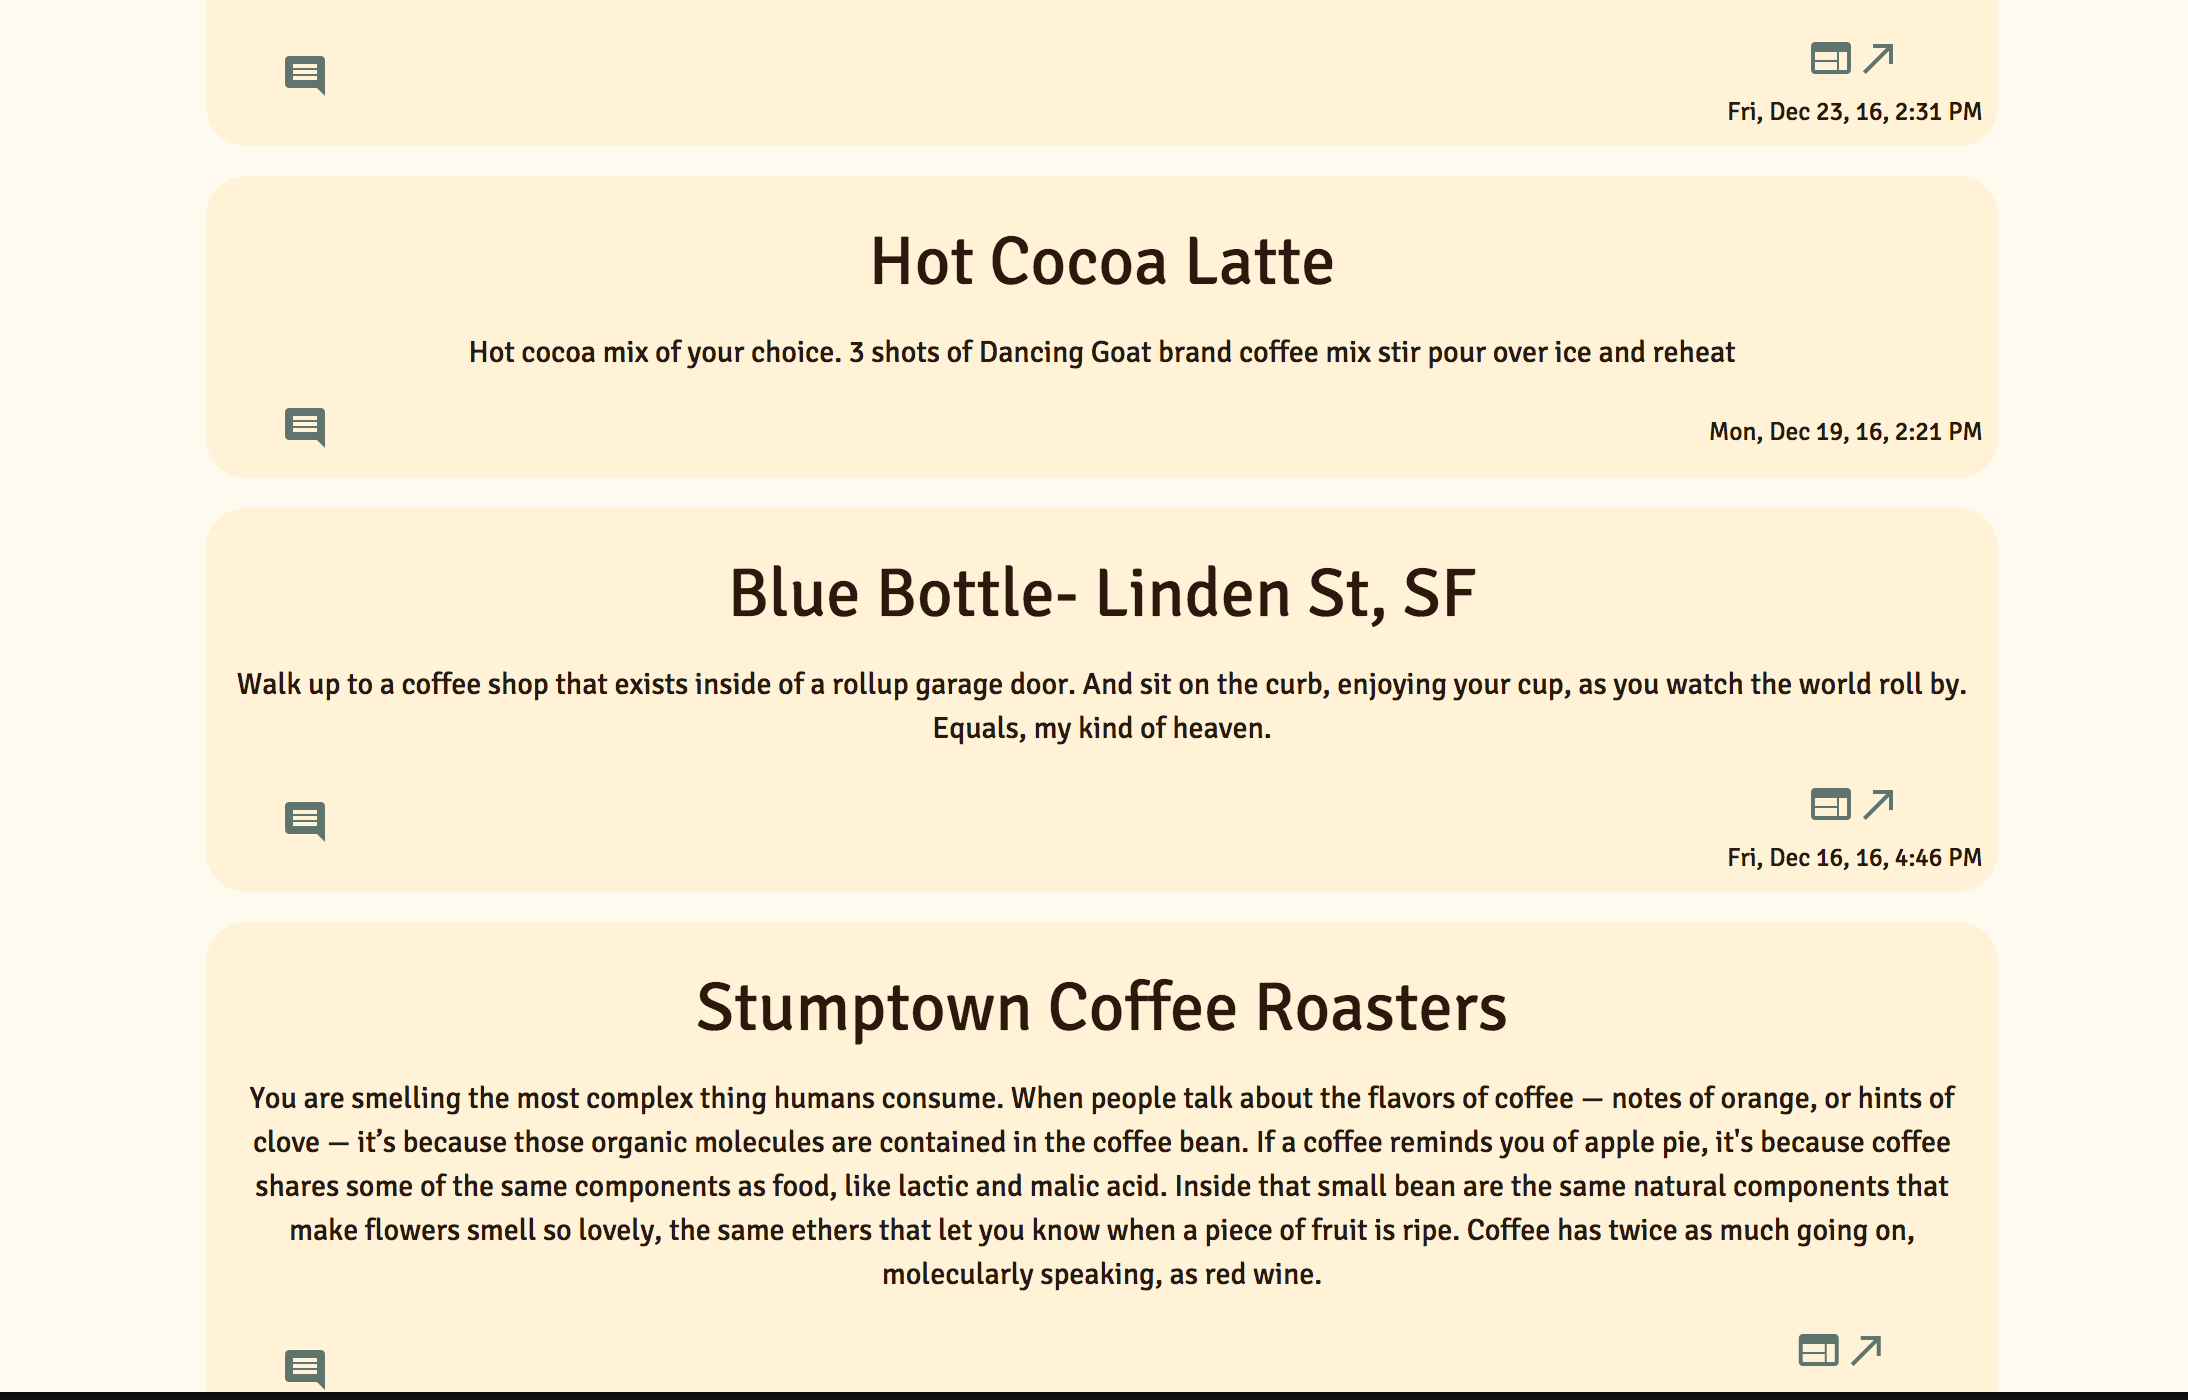 Fri, Dec 23, 16, 2:31 PM
Hot Cocoa Latte
Hot cocoa mix of your choice. 3 shots of Dancing Goat brand coffee mix stir pour over ice and reheat
Mon, Dec 19, 16, 2:21 PM
Blue Bottle- Linden St, SF
Walk up to a coffee shop that exists inside of a rollup garage door. And sit on the curb, enjoying your cup, as you watch the world roll by.
Equals, my kind of heaven.
Fri, Dec 16, 16, 4:46 PM
Stumptown Coffee Roasters
You are smelling the most complex thing humans consume. When people talk about the flavors of coffee — notes of orange, or hints of
clove — it’s because those organic molecules are contained in the coffee bean. If a coffee reminds you of apple pie, it's because coffee
shares some of the same components as food, like lactic and malic acid. Inside that small bean are the same natural components that
make flowers smell so lovely, the same ethers that let you know when a piece of fruit is ripe. Coffee has twice as much going on,
molecularly speaking, as red wine.